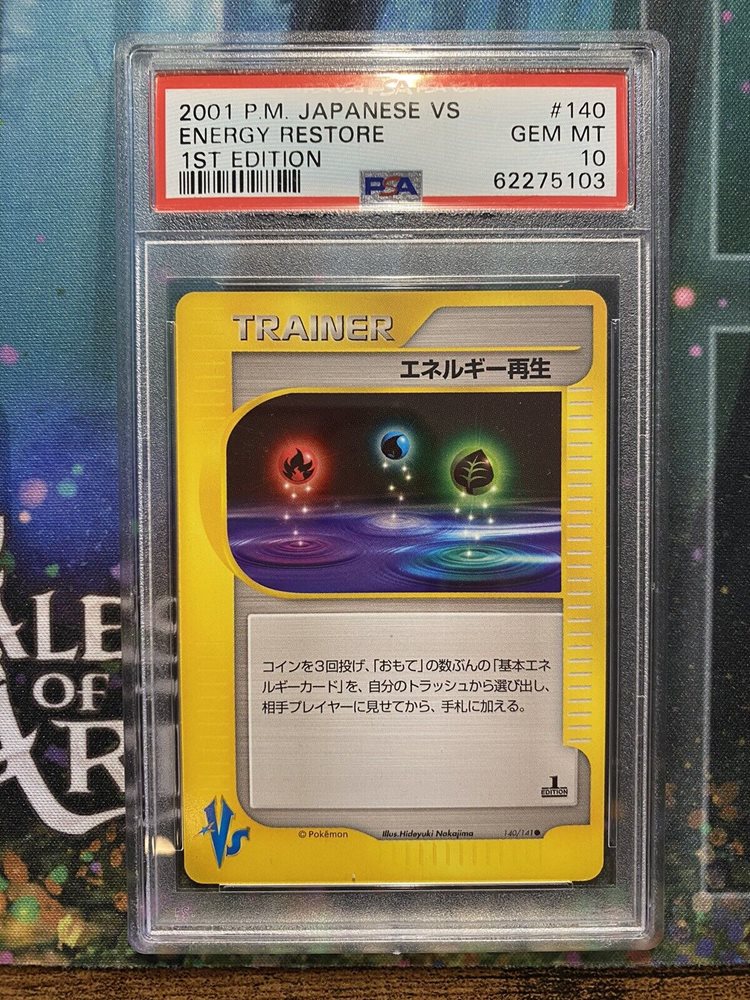 2001 P.M. JAPANESE VS #140
ENERGY RESTORE GEM MT
1ST EDITION 10
PSA 62275103
TRAINER
エネルギー再生
コインを3回投げ、「おもて」の数ぶんの「基本エネ
ルギーカード」を、自分のトラッシュから選び出し、
相手プレイヤーに見せてから、手札に加える。
1
EDITION
VS
© Pokémon Illus.Hideyuki Nakajima 140/141●
OF